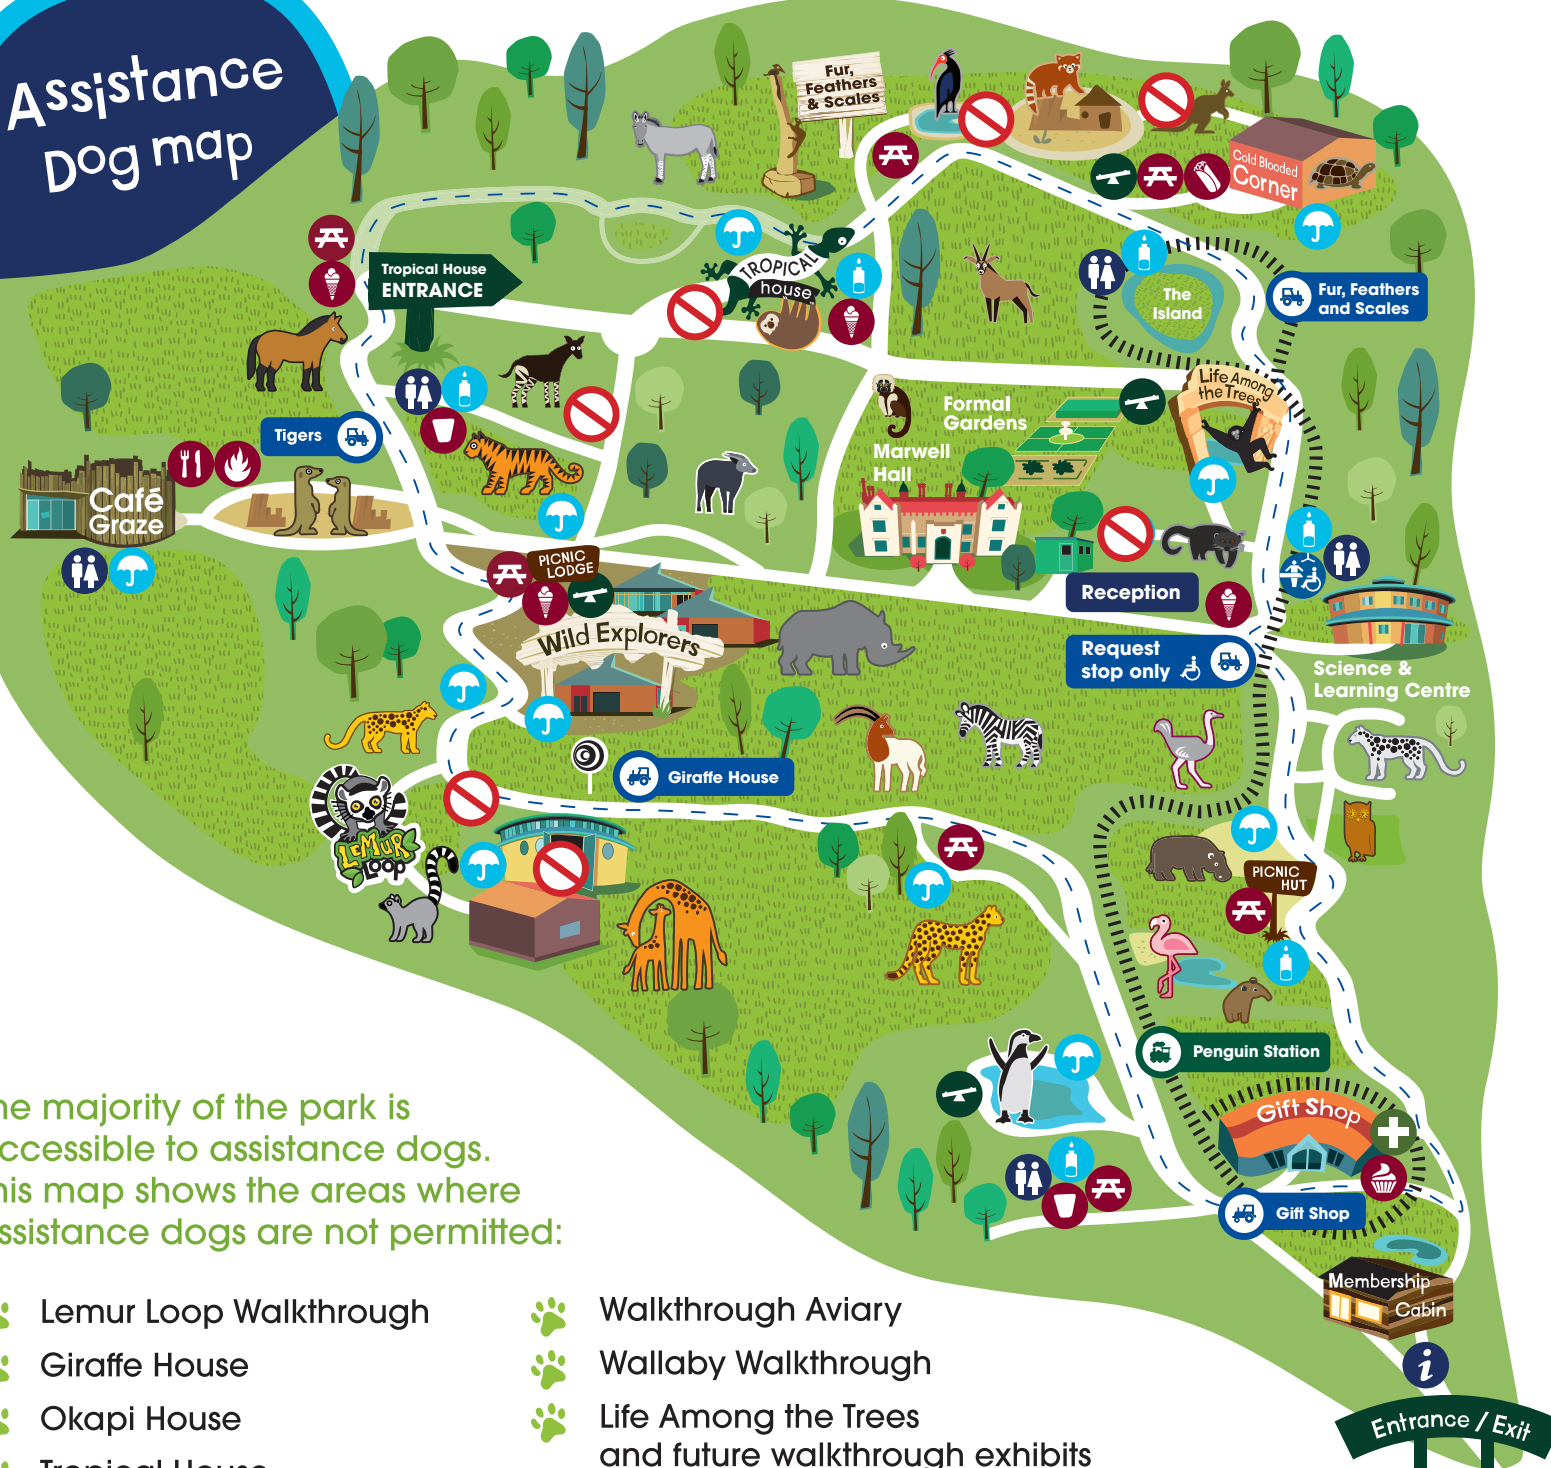 Assistance
Dog map
Fur,
Feathers
& Scales
Cold Blooded
Corner
Tropical House
ENTRANCE
TROPICAL
house
The
Island
Fur, Feathers
and Scales
Life Among
the Trees
Formal
Gardens
Marwell
Hall
Tigers
Café
Graze
PICNIC
LODGE
Wild Explorers
Reception
Request
stop only
Science &
Learning Centre
Giraffe House
LEMUR
Loop
PICNIC
HUT
Penguin Station
Gift Shop
Gift Shop
Membership
Cabin
i
Entrance / Exit
he majority of the park is
ccessible to assistance dogs.
his map shows the areas where
ssistance dogs are not permitted:
Lemur Loop Walkthrough
Giraffe House
Okapi House
Tropical House
Walkthrough Aviary
Wallaby Walkthrough
Life Among the Trees
and future walkthrough exhibits